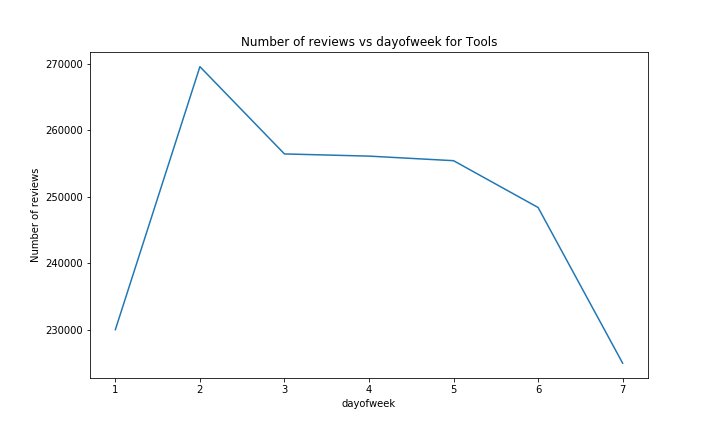 Number of reviews vs dayofweek for Tools
270000
260000
250000
240000
230000
Number of reviews
1 2 3 4 5 6 7
dayofweek